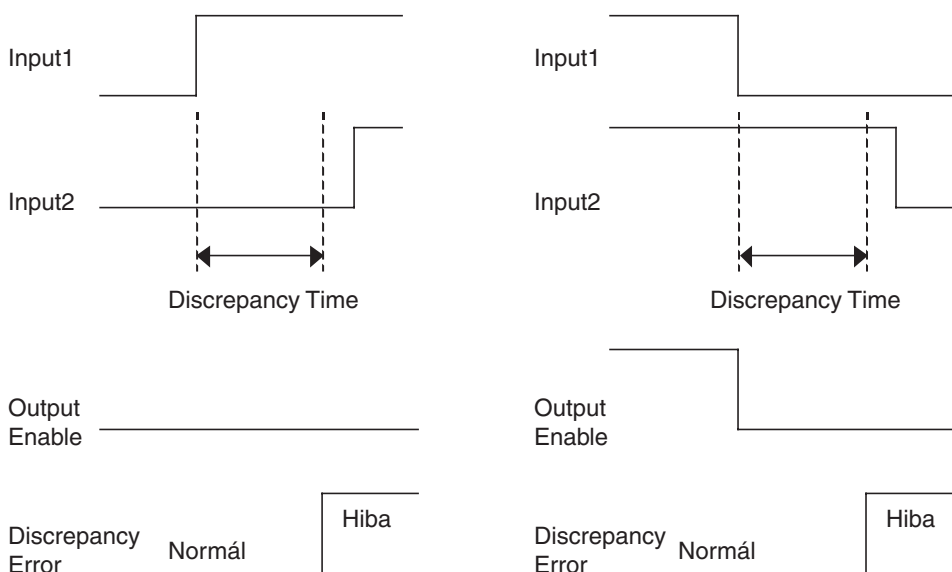 Input1
Input1
Input2
Input2
Discrepancy Time
Discrepancy Time
Output
Enable
Output
Enable
Hiba
Hiba
Discrepancy
Error
Normál
Discrepancy
Error
Normál